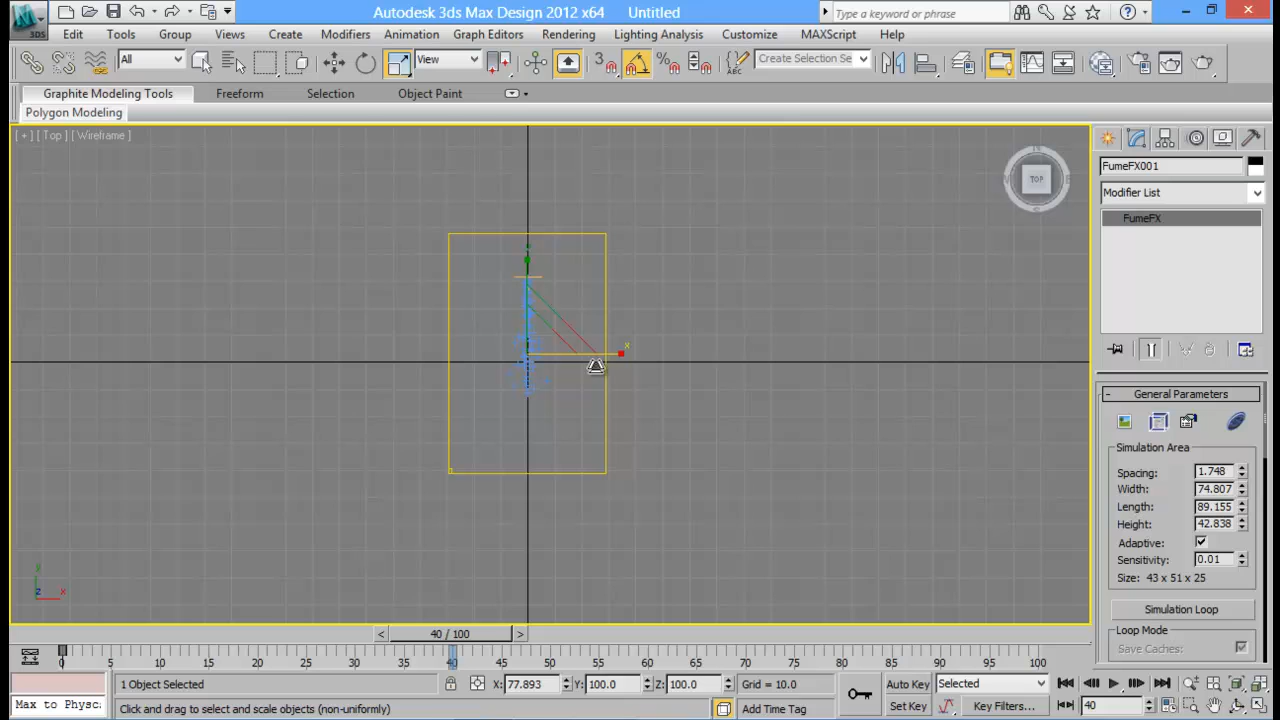 Autodesk 3ds Max Design 2012 x64 Untitled
Type a keyword or phrase
3DS
Edit Tools Group Views Create Modifiers Animation Graph Editors Rendering Lighting Analysis Customize MAXScript Help
All View 3 Create Selection Se
Graphite Modeling Tools Freeform Selection Object Paint
Polygon Modeling
[ + ] [ Top ] [ Wireframe ]
TOP
FumeFX001
Modifier List
FumeFX
x
- General Parameters
Simulation Area
Spacing: 1.748
Width: 74.807
Length: 89.155
Height: 42.838
Adaptive:
Sensitivity: 0.01
Size: 43 x 51 x 25
Simulation Loop
Loop Mode
Save Caches:
y
z x
< 40 / 100 >
0 5 10 15 20 25 30 35 40 45 50 55 60 65 70 75 80 85 90 95 100
1 Object Selected X: 77.893 Y: 100.0 Z: 100.0 Grid = 10.0 Auto Key Selected
Max to Physc Click and drag to select and scale objects (non-uniformly) Add Time Tag Set Key Key Filters... 40